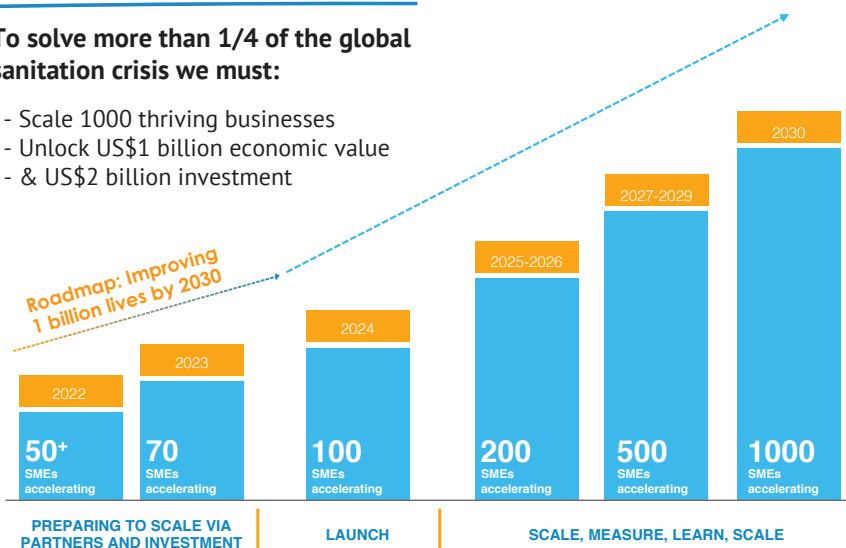 To solve more than 1/4 of the global
sanitation crisis we must:
- Scale 1000 thriving businesses
- Unlock US$1 billion economic value
- & US$2 billion investment
Roadmap: Improving
1 billion lives by 2030
2022
50+
SMEs
accelerating
2023
70
SMEs
accelerating
2024
100
SMEs
accelerating
2025-2026
200
SMEs
accelerating
2027-2029
500
SMEs
accelerating
2030
1000
SMEs
accelerating
PREPARING TO SCALE VIA
PARTNERS AND INVESTMENT
LAUNCH
SCALE, MEASURE, LEARN, SCALE